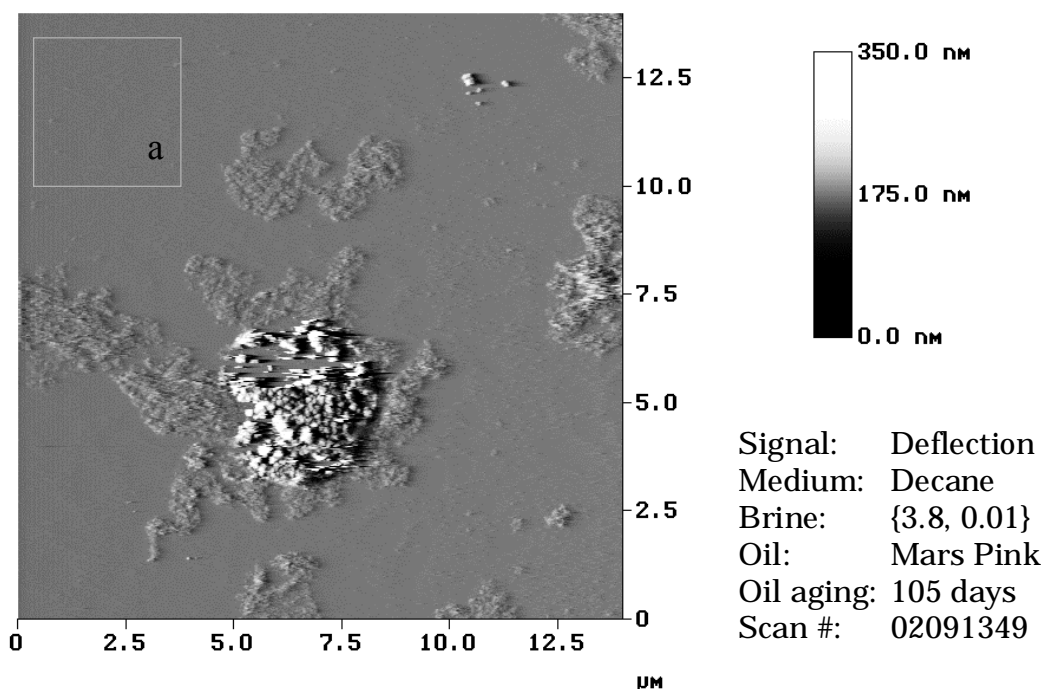 a
350.0 nM
175.0 nM
0.0 nM
12.5
10.0
7.5
5.0
2.5
0
0 2.5 5.0 7.5 10.0 12.5
µM
Signal: Deflection
Medium: Decane
Brine: {3.8, 0.01}
Oil: Mars Pink
Oil aging: 105 days
Scan #: 02091349